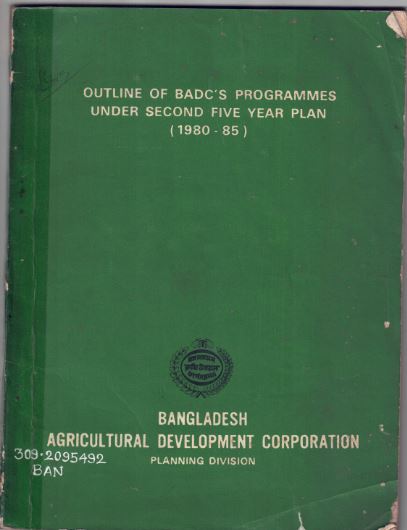 OUTLINE OF BADC'S PROGRAMMES
UNDER SECOND FIVE YEAR PLAN
(1980-85)
BANGLADESH
AGRICULTURAL DEVELOPMENT CORPORATION
PLANNING DIVISION
309.2095492
BAN